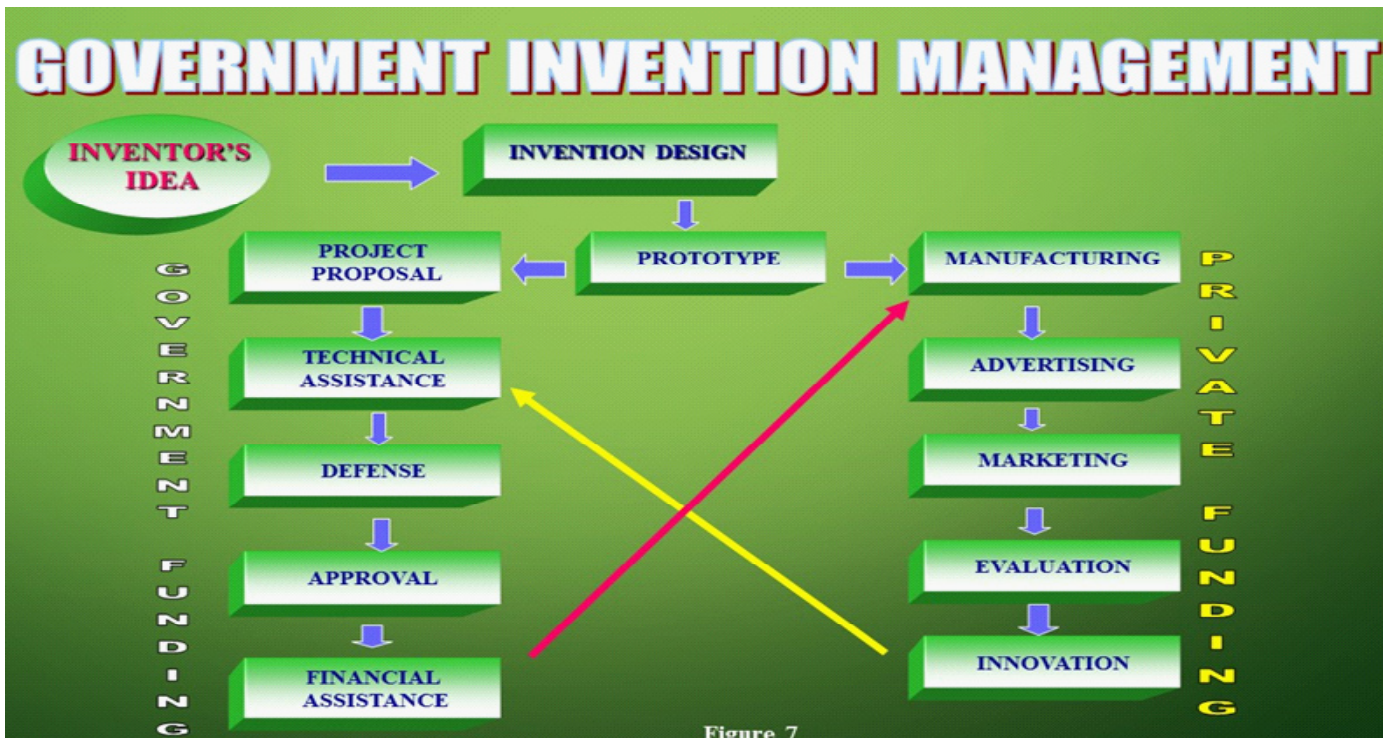 GOVERNMENT INVENTION MANAGEMENT
INVENTOR'S
IDEA
INVENTION DESIGN
PROJECT
PROPOSAL
PROTOTYPE
MANUFACTURING
TECHNICAL
ASSISTANCE
ADVERTISING
DEFENSE
MARKETING
APPROVAL
EVALUATION
FINANCIAL
ASSISTANCE
INNOVATION
GOVERNMENT FUNDING
PRIVATE FUNDING
Figure 7